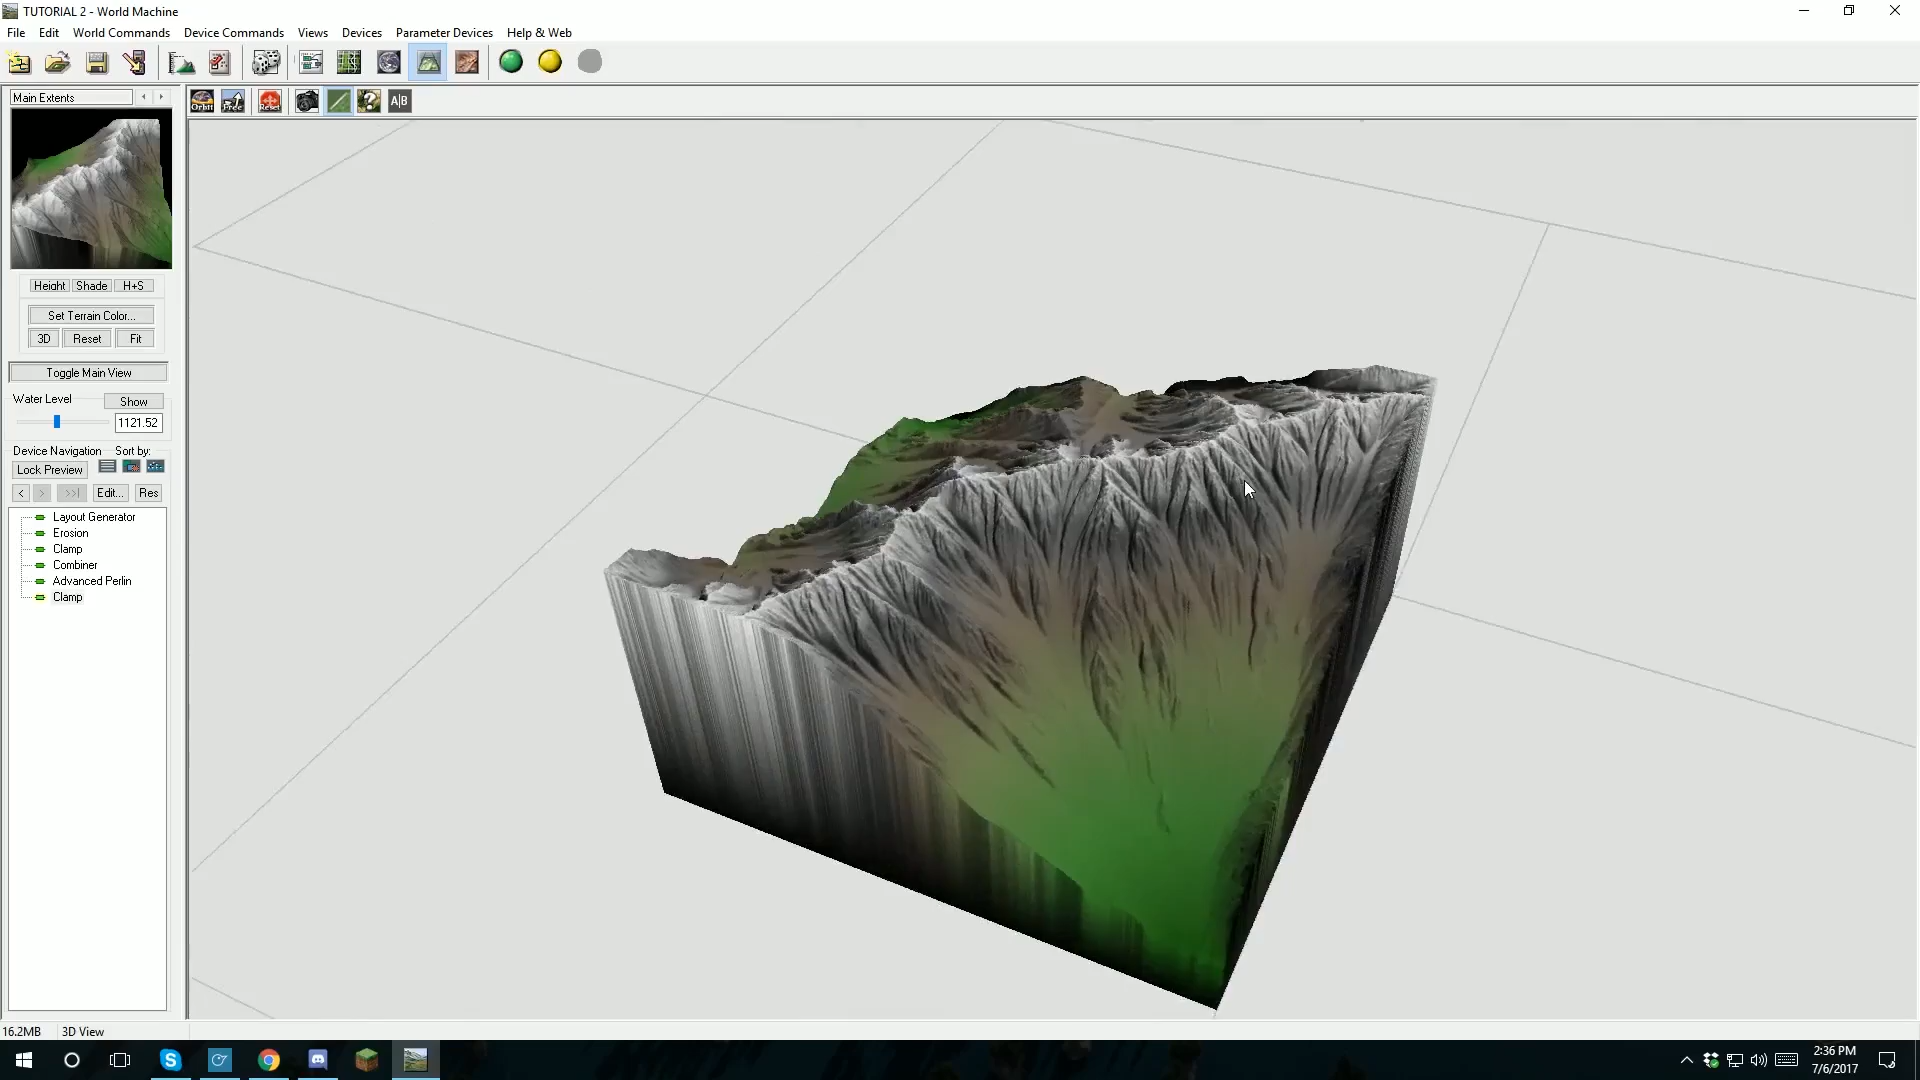 TUTORIAL 2 - World Machine
File Edit World Commands Device Commands Views Devices Parameter Devices Help & Web
Main Extents
Orbit Free Reset A|B
Height Shade H+S
Set Terrain Color...
3D Reset Fit
Toggle Main View
Water Level Show
1121.52
Device Navigation Sort by:
Lock Preview
< > >>| Edit... Res
Layout Generator
Erosion
Clamp
Combiner
Advanced Perlin
Clamp
16.2MB 3D View
2:36 PM
7/6/2017